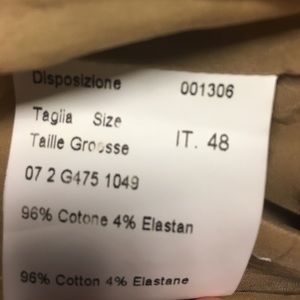 Disposizione 001306
Taglia Size
Taille Groesse IT. 48
07 2 G475 1049
96% Cotone 4% Elastan
96% Cotton 4% Elastane